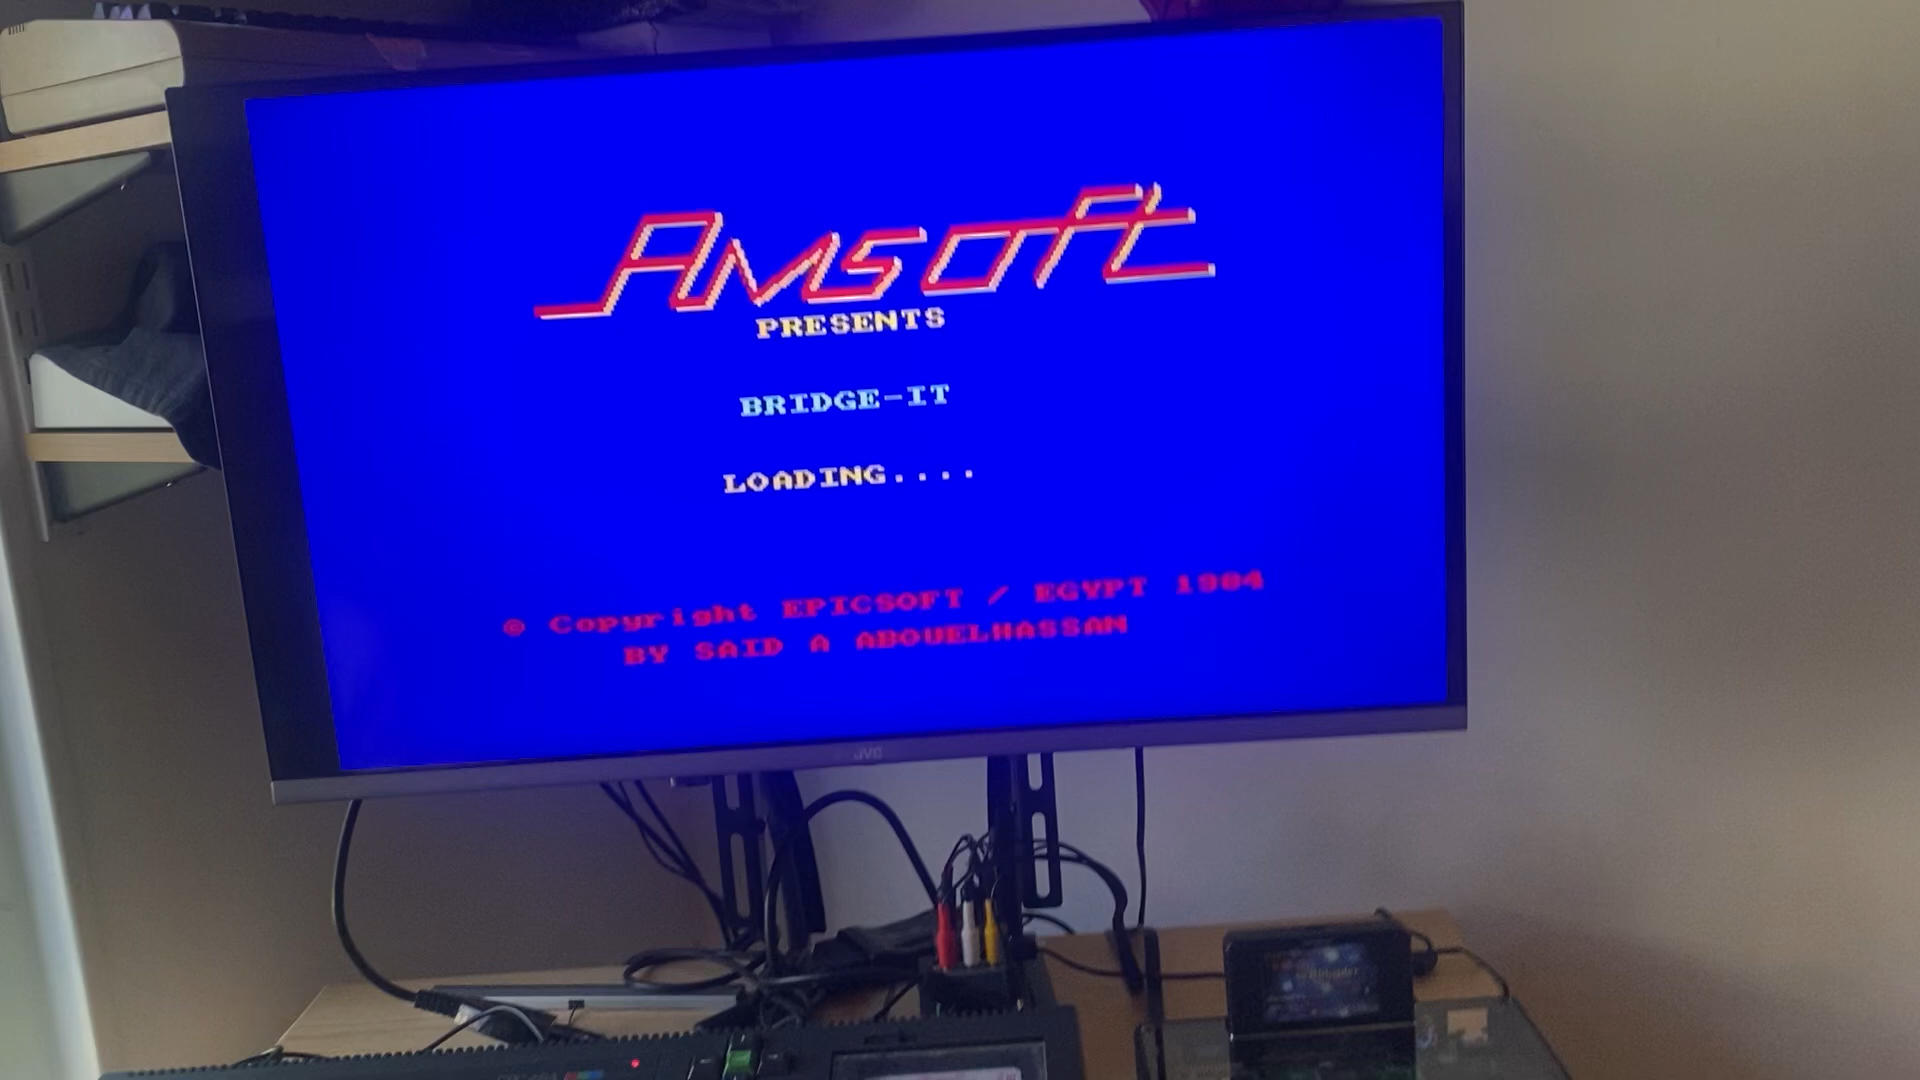 Amsoft
PRESENTS
BRIDGE-IT
LOADING....
© Copyright EPICSOFT / EGYPT 1984
BY SAID A ABOUELHASSAN
JVC